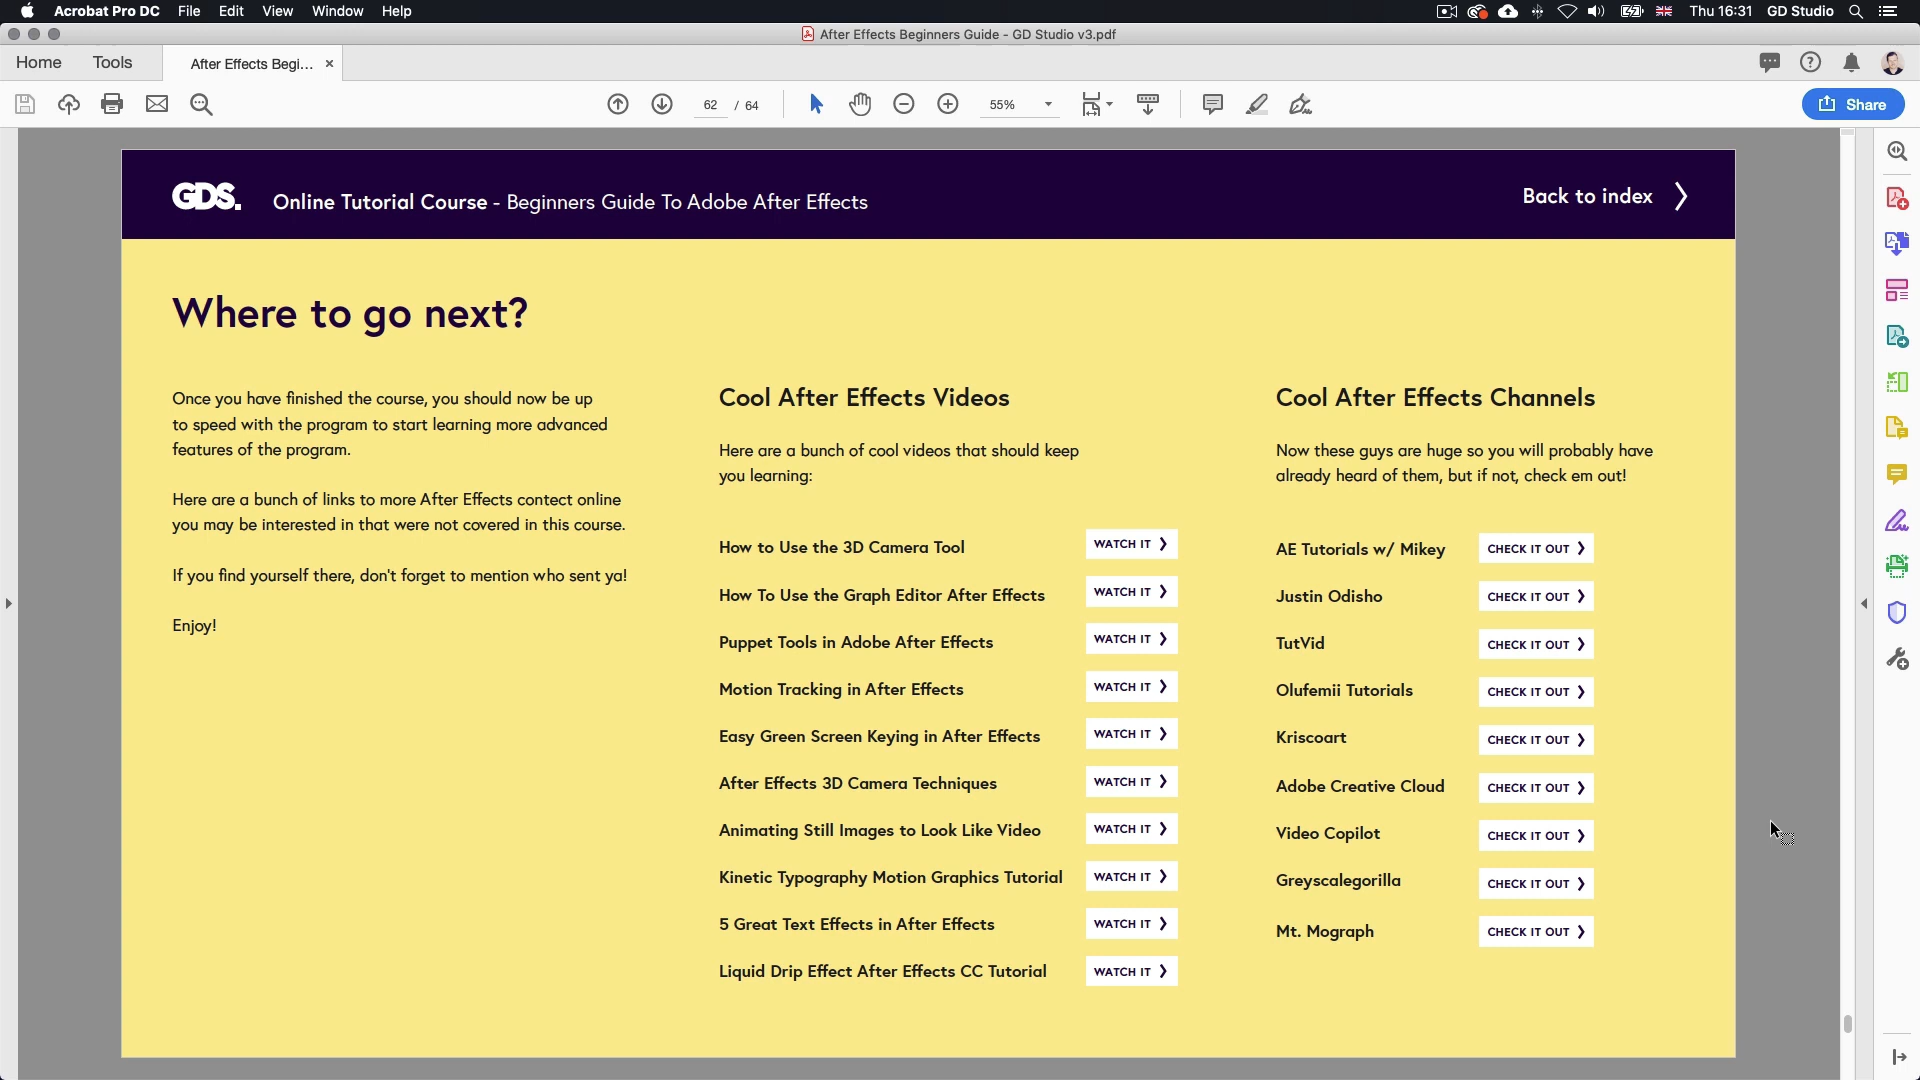 Acrobat Pro DC File Edit View Window Help
Thu 16:31 GD Studio
After Effects Beginners Guide - GD Studio v3.pdf
Home Tools After Effects Begi... ×
62 / 64 55% Share
GDS. Online Tutorial Course - Beginners Guide To Adobe After Effects
Back to index
Where to go next?
Once you have finished the course, you should now be up
to speed with the program to start learning more advanced
features of the program.
Here are a bunch of links to more After Effects contect online
you may be interested in that were not covered in this course.
If you find yourself there, don't forget to mention who sent ya!
Enjoy!
Cool After Effects Videos
Here are a bunch of cool videos that should keep
you learning:
How to Use the 3D Camera Tool WATCH IT
How To Use the Graph Editor After Effects WATCH IT
Puppet Tools in Adobe After Effects WATCH IT
Motion Tracking in After Effects WATCH IT
Easy Green Screen Keying in After Effects WATCH IT
After Effects 3D Camera Techniques WATCH IT
Animating Still Images to Look Like Video WATCH IT
Kinetic Typography Motion Graphics Tutorial WATCH IT
5 Great Text Effects in After Effects WATCH IT
Liquid Drip Effect After Effects CC Tutorial WATCH IT
Cool After Effects Channels
Now these guys are huge so you will probably have
already heard of them, but if not, check em out!
AE Tutorials w/ Mikey CHECK IT OUT
Justin Odisho CHECK IT OUT
TutVid CHECK IT OUT
Olufemii Tutorials CHECK IT OUT
Kriscoart CHECK IT OUT
Adobe Creative Cloud CHECK IT OUT
Video Copilot CHECK IT OUT
Greyscalegorilla CHECK IT OUT
Mt. Mograph CHECK IT OUT